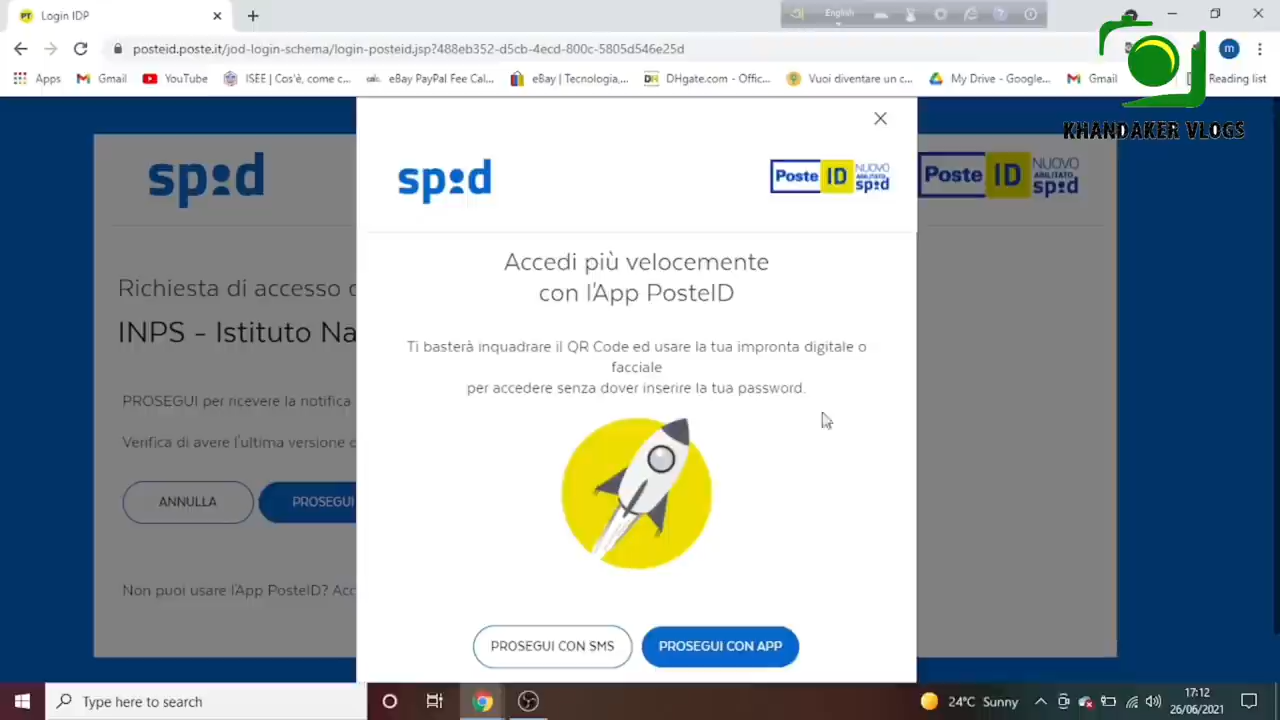 Login IDP
English
posteid.poste.it/jod-login-schema/login-posteid.jsp?488eb352-d5cb-4ecd-800c-5805d546e25d
m
Apps
Gmail
YouTube
ISEE | Cos'è, come c...
eBay PayPal Fee Cal...
eBay | Tecnologia,...
DHgate.com - Offic...
Vuoi diventare un c...
My Drive - Google...
Gmail
Reading list
KHANDAKER VLOGS
spid
spid
Poste ID NUOVO
ABILITATO
spid
Poste ID NUOVO
ABILITATO
spid
Richiesta di accesso
INPS - Istituto Na
PROSEGUI per ricevere la notifica
Verifica di avere l'ultima versione
ANNULLA
PROSEGUI
Non puoi usare l'App PosteID? Acc
Accedi più velocemente
con l'App PosteID
Ti basterà inquadrare il QR Code ed usare la tua impronta digitale o
facciale
per accedere senza dover inserire la tua password.
PROSEGUI CON SMS
PROSEGUI CON APP
Type here to search
24°C Sunny
17:12
26/06/2021